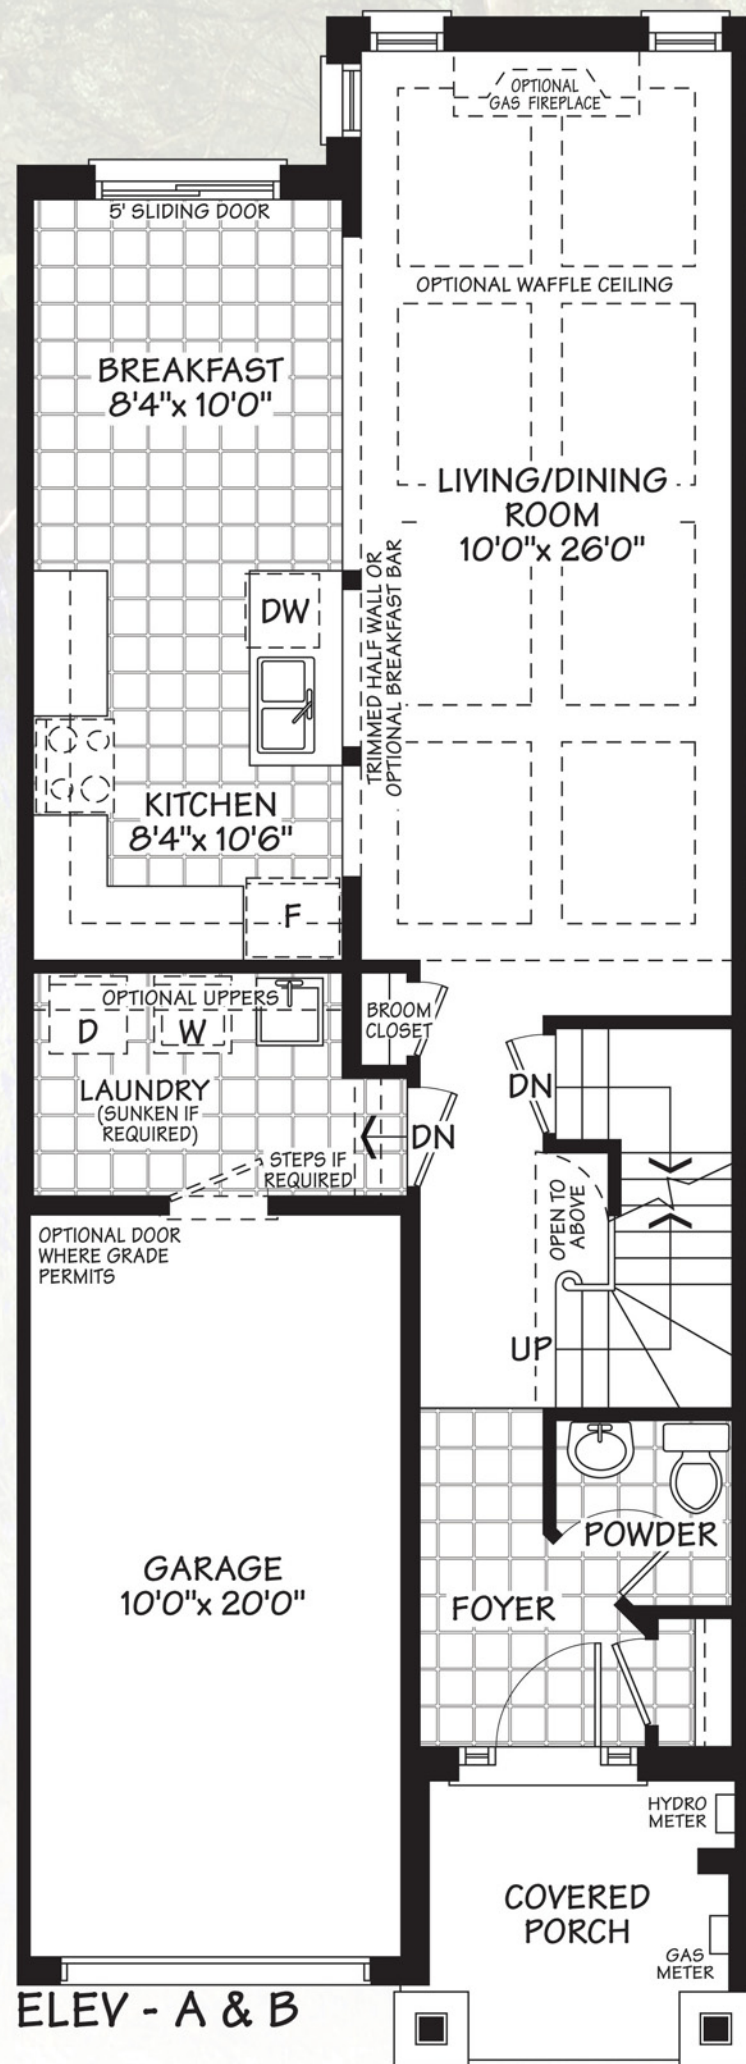 OPTIONAL
GAS FIREPLACE
5' SLIDING DOOR
OPTIONAL WAFFLE CEILING
BREAKFAST
8'4"x 10'0"
LIVING/DINING
ROOM
10'0"x 26'0"
TRIMMED HALF WALL OR
OPTIONAL BREAKFAST BAR
DW
KITCHEN
8'4"x 10'6"
F
OPTIONAL UPPERS
D
W
BROOM
CLOSET
LAUNDRY
(SUNKEN IF
REQUIRED)
DN
DN
STEPS IF
REQUIRED
OPEN TO
ABOVE
OPTIONAL DOOR
WHERE GRADE
PERMITS
UP
POWDER
GARAGE
10'0"x 20'0"
FOYER
HYDRO
METER
COVERED
PORCH
GAS
METER
ELEV - A & B